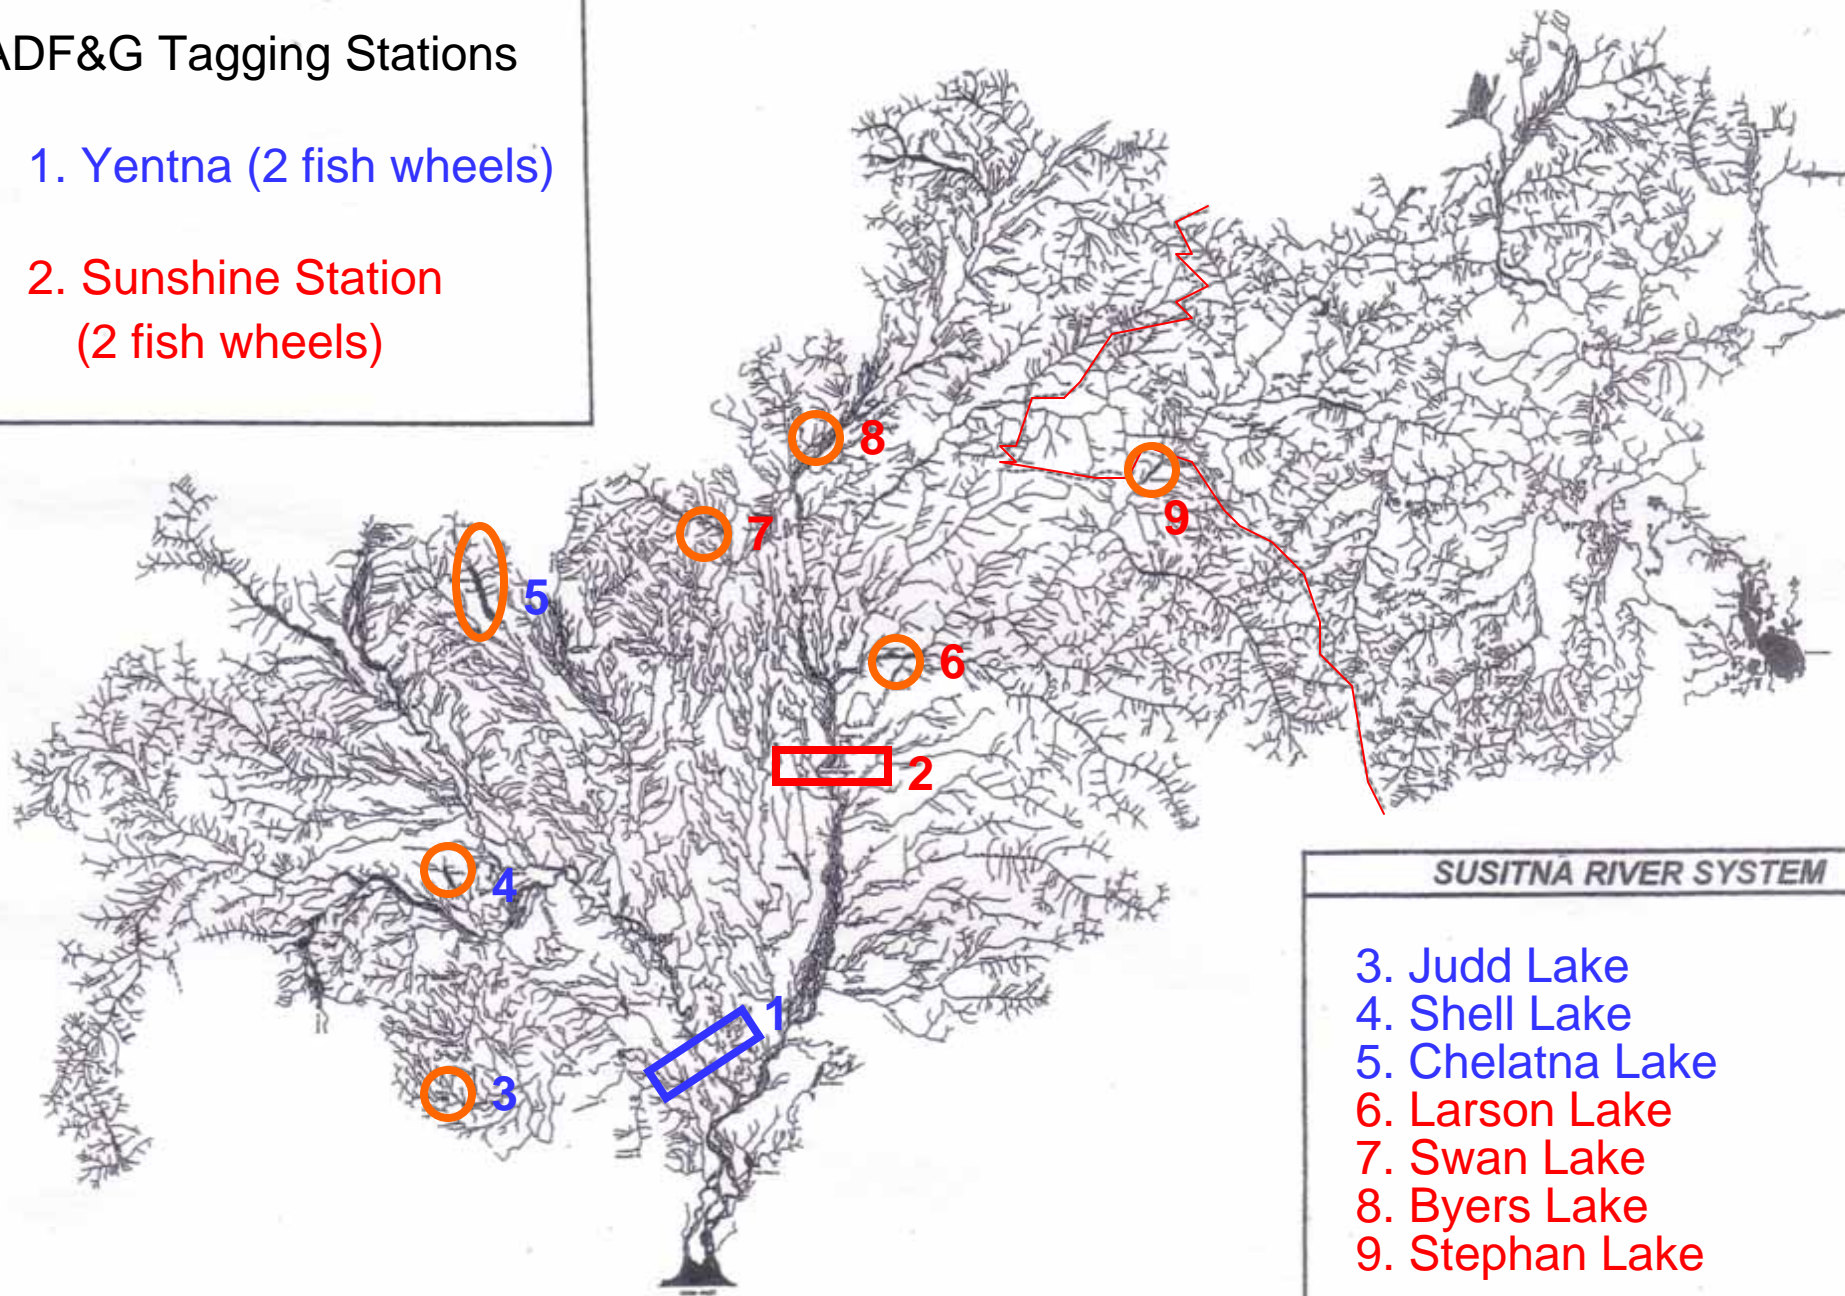 ADF&G Tagging Stations
1. Yentna (2 fish wheels)
2. Sunshine Station
(2 fish wheels)
8
9
7
5
6
2
4
1
3
SUSITNA RIVER SYSTEM
3. Judd Lake
4. Shell Lake
5. Chelatna Lake
6. Larson Lake
7. Swan Lake
8. Byers Lake
9. Stephan Lake